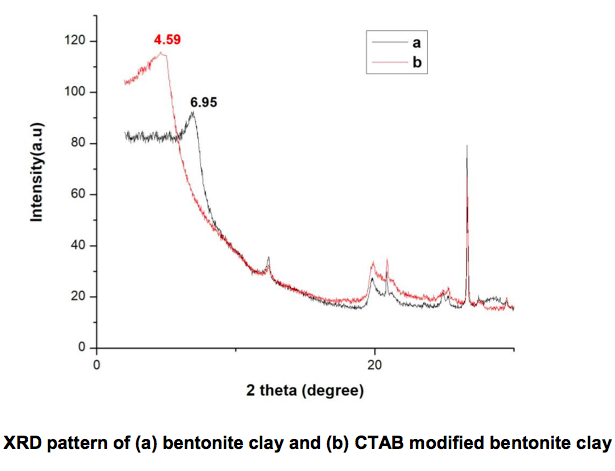 4.59
6.95
a
b
120
100
80
60
40
20
0
Intensity(a.u)
0
20
2 theta (degree)
XRD pattern of (a) bentonite clay and (b) CTAB modified bentonite clay